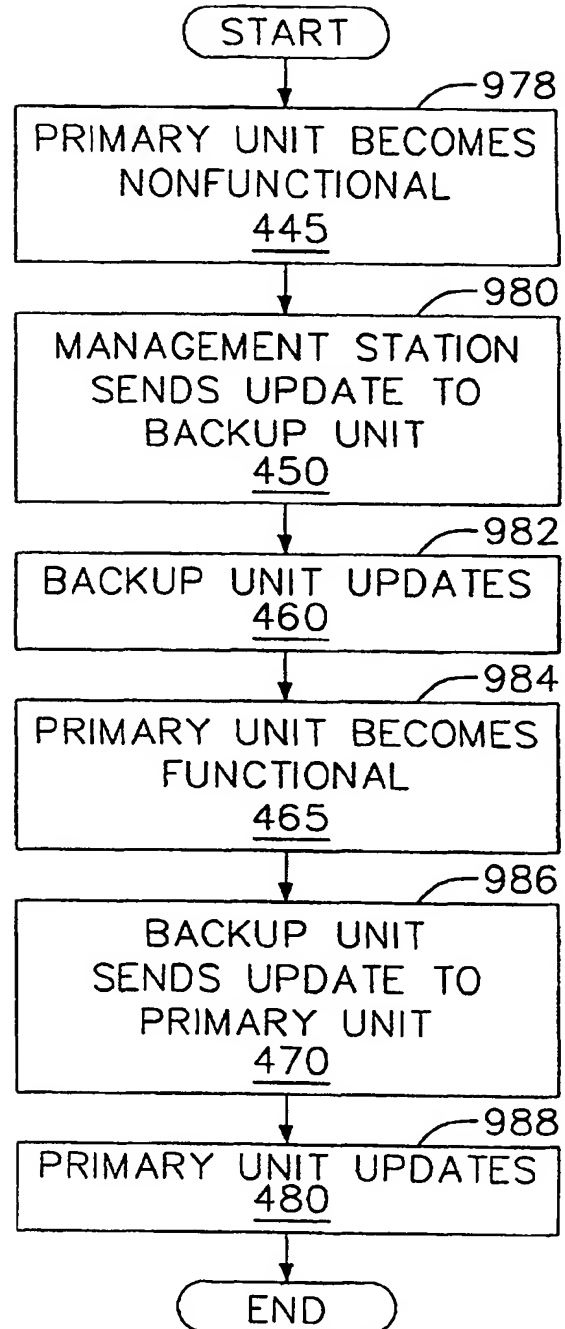 START
978
PRIMARY UNIT BECOMES
NONFUNCTIONAL
445
980
MANAGEMENT STATION
SENDS UPDATE TO
BACKUP UNIT
450
982
BACKUP UNIT UPDATES
460
984
PRIMARY UNIT BECOMES
FUNCTIONAL
465
986
BACKUP UNIT
SENDS UPDATE TO
PRIMARY UNIT
470
988
PRIMARY UNIT UPDATES
480
END